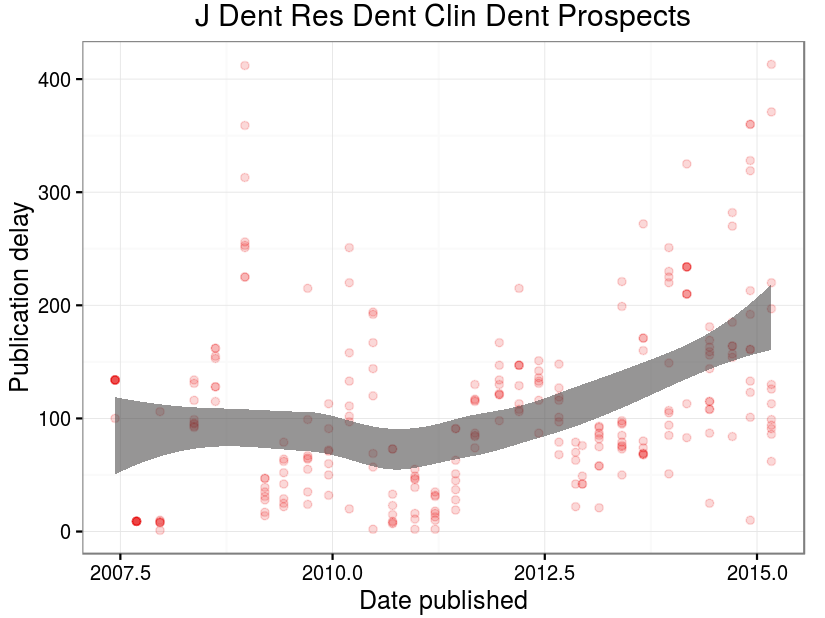 J Dent Res Dent Clin Dent Prospects
Publication delay
400
300
200
100
0
2007.5 2010.0 2012.5 2015.0
Date published